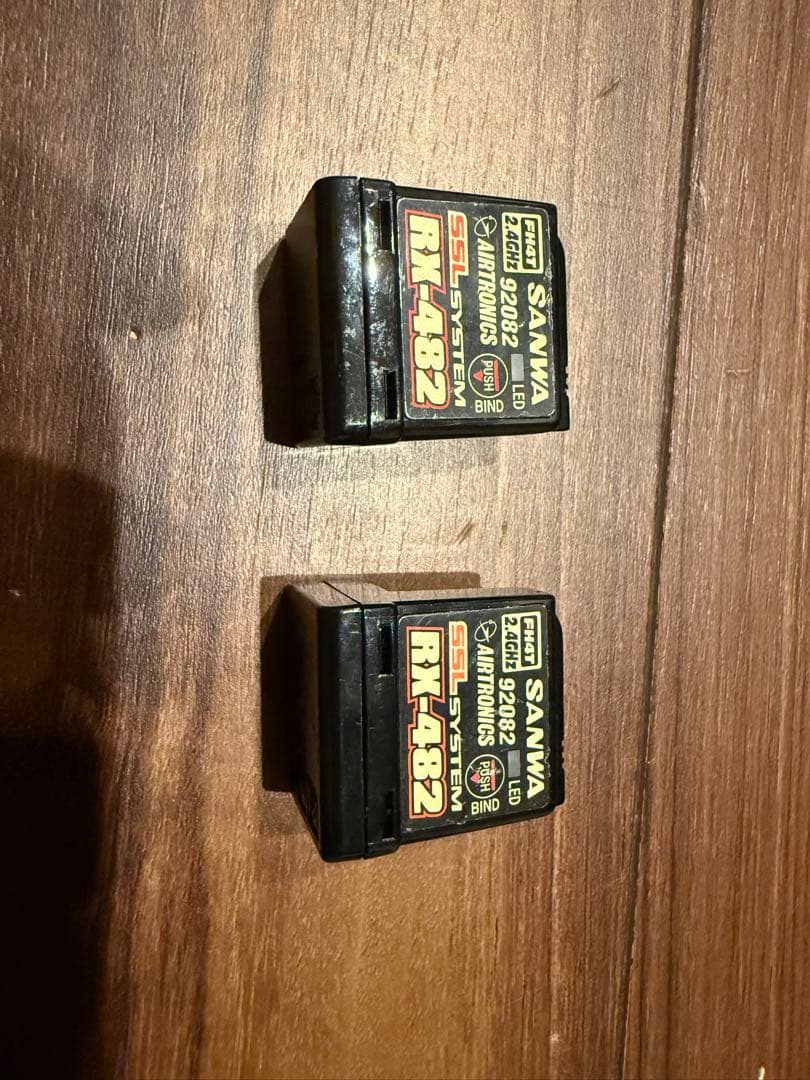 FH4T SANWA
2.4GHz 92082 LED
AIRTRONICS PUSH BIND
SSL SYSTEM
RX-482
FH4T SANWA
2.4GHz 92082 LED
AIRTRONICS PUSH BIND
SSL SYSTEM
RX-482